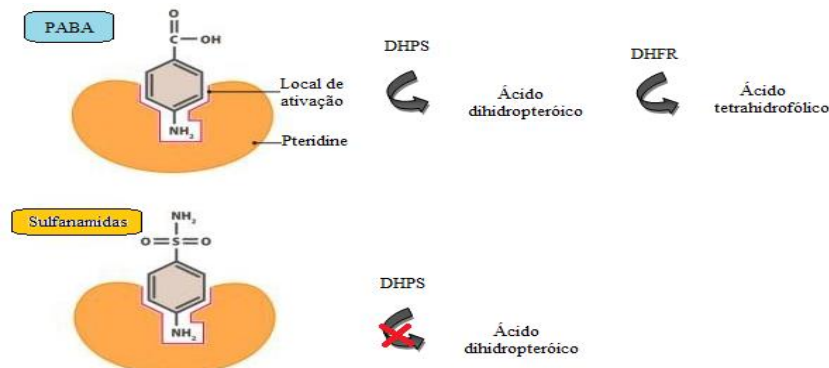 PABA
O
C
OH
NH₂
Local de
ativação
Pteridine
DHPS
Ácido
dihidropteróico
DHFR
Ácido
tetrahidrofólico
Sulfanamidas
NH₂
O=S=O
NH₂
DHPS
Ácido
dihidropteróico